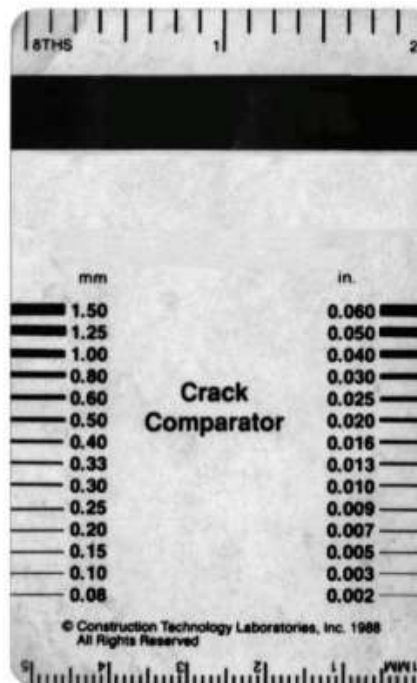 8THS 1 2
mm in.
1.50 0.060
1.25 0.050
1.00 0.040
0.80 0.030
0.60 0.025
0.50 0.020
0.40 0.016
0.33 0.013
0.30 0.010
0.25 0.009
0.20 0.007
0.15 0.005
0.10 0.003
0.08 0.002
Crack
Comparator
© Construction Technology Laboratories, Inc. 1988
All Rights Reserved
5 4 3 2 1 1MM